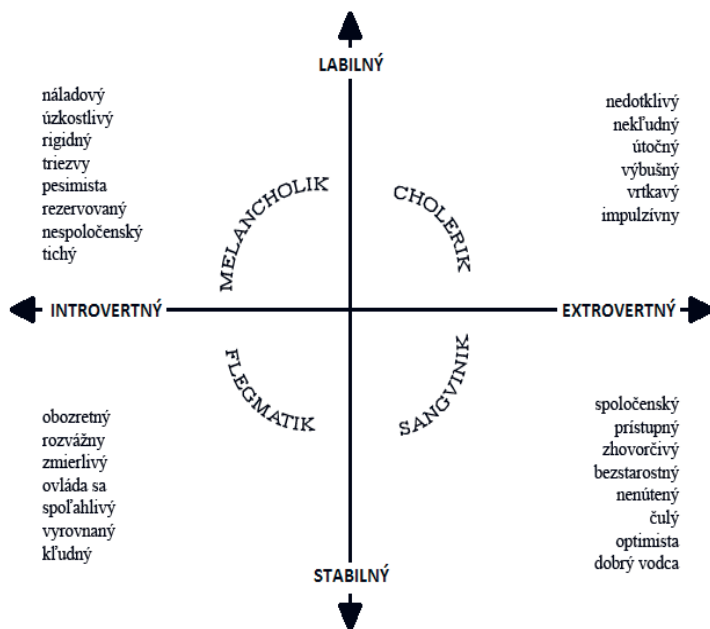 LABILNÝ
náladový
úzkostlivý
rigidný
triezvy
pesimista
rezervovaný
nespoločenský
tichý
nedotklivý
nekľudný
útočný
výbušný
vrtkavý
impulzívny
MELANCHOLIK
CHOLERIK
INTROVERTNÝ
EXTROVERTNÝ
FLEGMATIK
SANGVINIK
obozretný
rozvážny
zmierlivý
ovláda sa
spoľahlivý
vyrovnaný
kľudný
spoločenský
prístupný
zhovorčivý
bezstarostný
nenútený
čulý
optimista
dobrý vodca
STABILNÝ